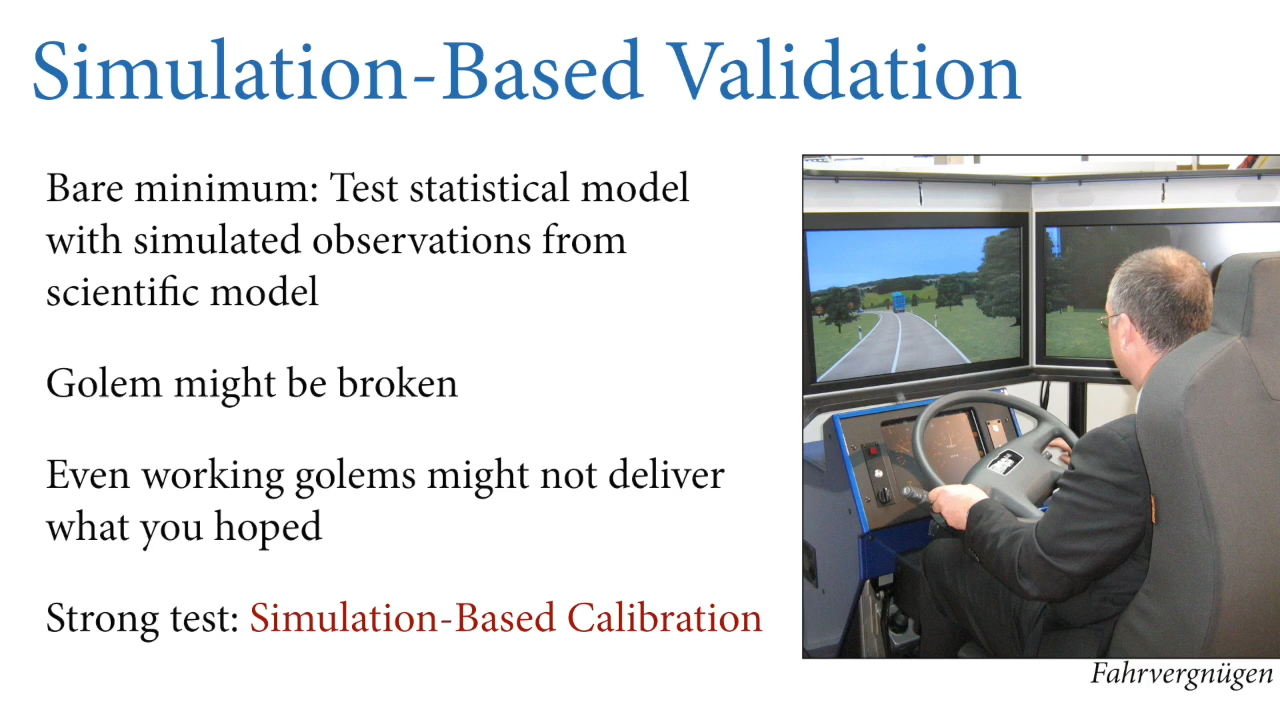 Simulation-Based Validation
Bare minimum: Test statistical model
with simulated observations from
scientific model
Golem might be broken
Even working golems might not deliver
what you hoped
Strong test: Simulation-Based Calibration
Fahrvergnügen